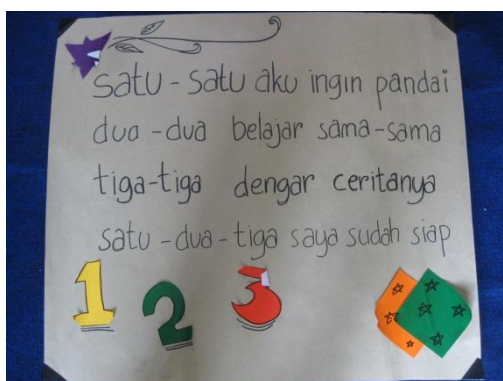 satu - satu aku ingin pandai
dua - dua belajar sama - sama
tiga - tiga dengar ceritanya
satu - dua - tiga saya sudah siap
1 2 3